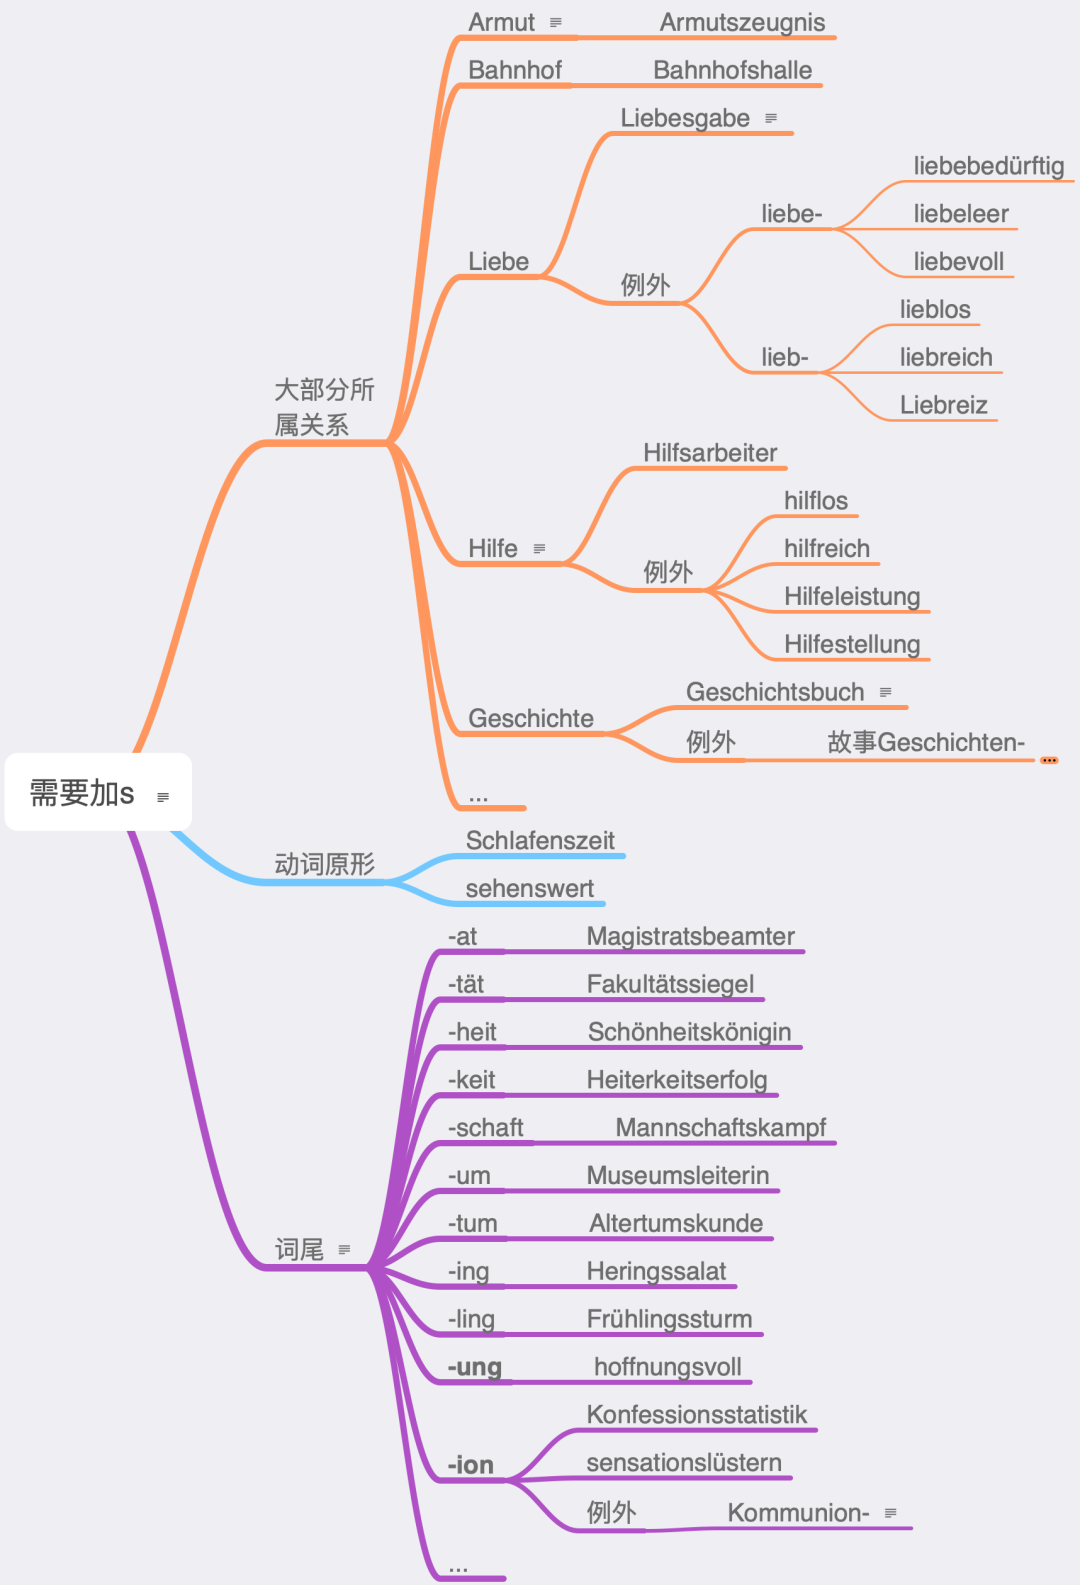 Armut
Armutszeugnis
Bahnhof
Bahnhofshalle
Liebesgabe
liebebedürftig
liebe-
liebeleer
Liebe
liebevoll
例外
lieblos
lieb-
liebreich
大部分所
属关系
Liebreiz
Hilfsarbeiter
hilflos
Hilfe
hilfreich
例外
Hilfeleistung
Hilfestellung
Geschichtsbuch
Geschichte
例外
故事Geschichten-
...
需要加s
Schlafenszeit
动词原形
sehenswert
-at
Magistratsbeamter
-tät
Fakultätssiegel
-heit
Schönheitskönigin
-keit
Heiterkeitserfolg
-schaft
Mannschaftskampf
-um
Museumsleiterin
-tum
Altertumskunde
词尾
-ing
Heringssalat
-ling
Frühlingssturm
-ung
hoffnungsvoll
Konfessionsstatistik
-ion
sensationslüstern
例外
Kommunion-
...